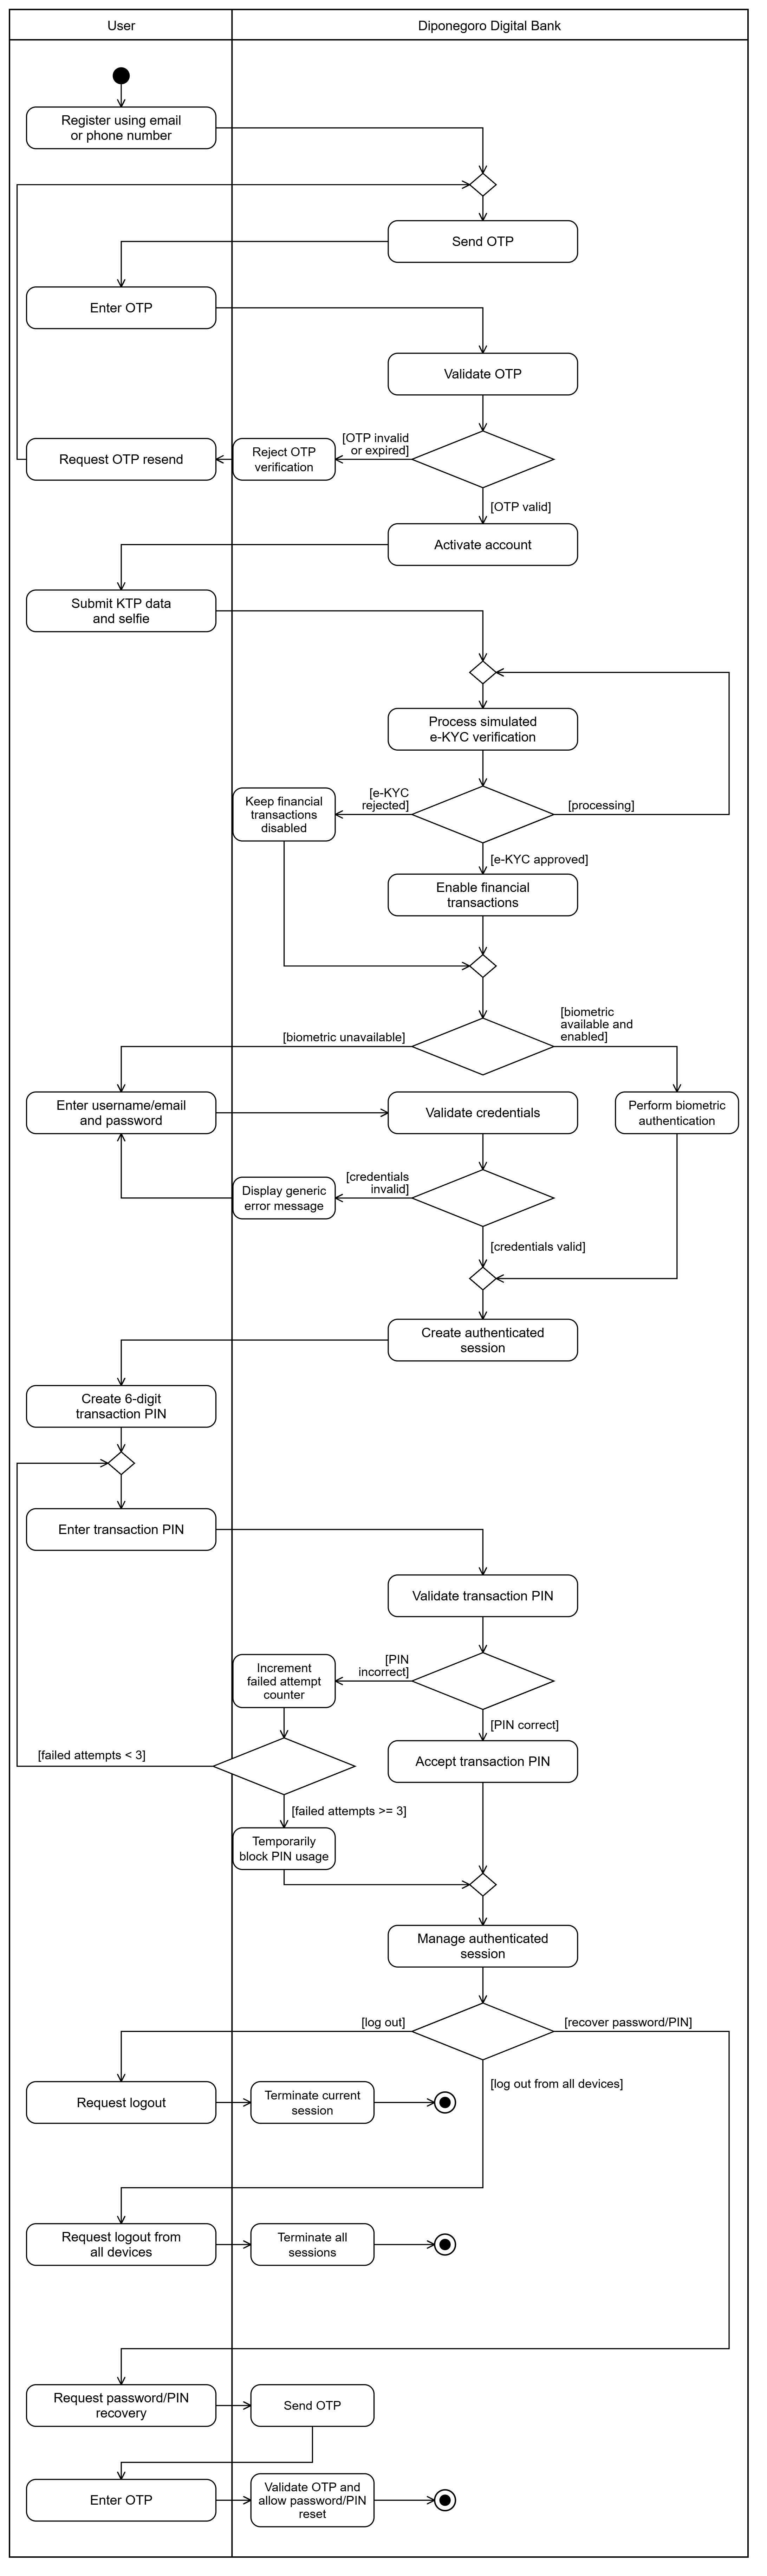 User
Diponegoro Digital Bank
Register using email
or phone number
Send OTP
Enter OTP
Validate OTP
[OTP invalid
or expired]
Reject OTP
verification
Request OTP resend
[OTP valid]
Activate account
Submit KTP data
and selfie
Process simulated
e-KYC verification
[e-KYC
rejected]
[processing]
Keep financial
transactions
disabled
[e-KYC approved]
Enable financial
transactions
[biometric
available and
enabled]
[biometric unavailable]
Enter username/email
and password
Validate credentials
Perform biometric
authentication
[credentials
invalid]
Display generic
error message
[credentials valid]
Create authenticated
session
Create 6-digit
transaction PIN
Enter transaction PIN
Validate transaction PIN
[PIN
incorrect]
Increment
failed attempt
counter
[PIN correct]
[failed attempts < 3]
Accept transaction PIN
[failed attempts >= 3]
Temporarily
block PIN usage
Manage authenticated
session
[log out]
[recover password/PIN]
[log out from all devices]
Request logout
Terminate current
session
Request logout from
all devices
Terminate all
sessions
Request password/PIN
recovery
Send OTP
Enter OTP
Validate OTP and
allow password/PIN
reset